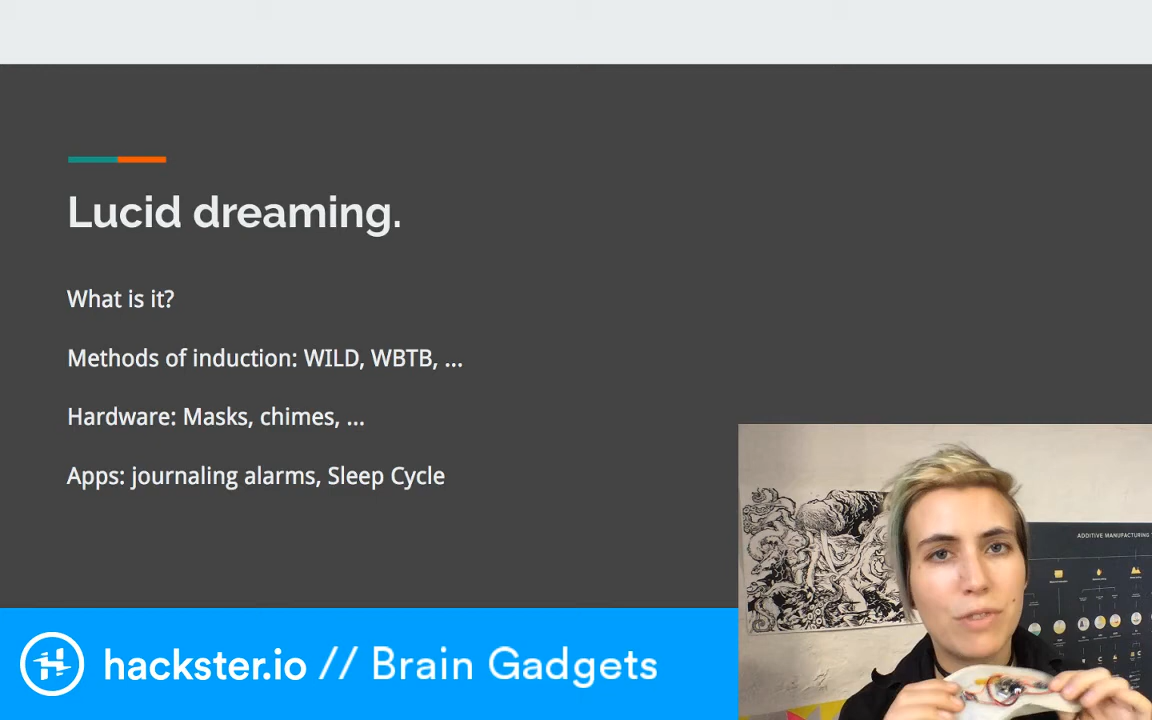 Lucid dreaming.
What is it?
Methods of induction: WILD, WBTB, ...
Hardware: Masks, chimes, ...
Apps: journaling alarms, Sleep Cycle
ADDITIVE MANUFACTURING
hackster.io // Brain Gadgets